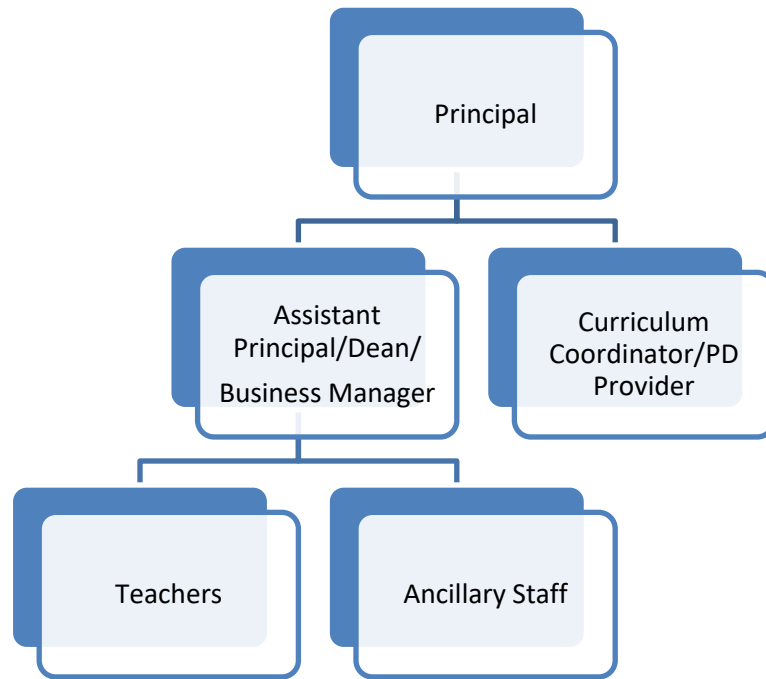 Principal
Assistant
Principal/Dean/
Business Manager
Curriculum
Coordinator/PD
Provider
Teachers
Ancillary Staff